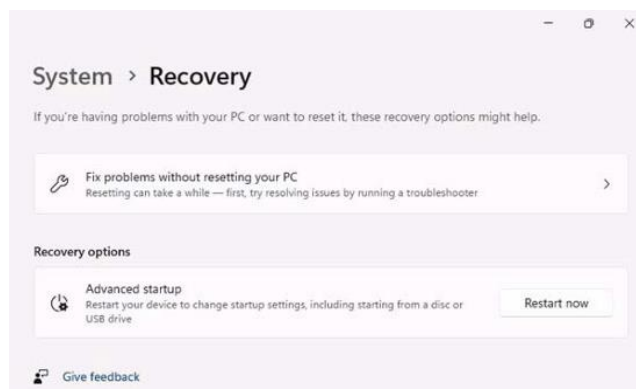 System > Recovery
If you're having problems with your PC or want to reset it, these recovery options might help.
Fix problems without resetting your PC
Resetting can take a while — first, try resolving issues by running a troubleshooter
Recovery options
Advanced startup
Restart your device to change startup settings, including starting from a disc or
USB drive
Restart now
Give feedback